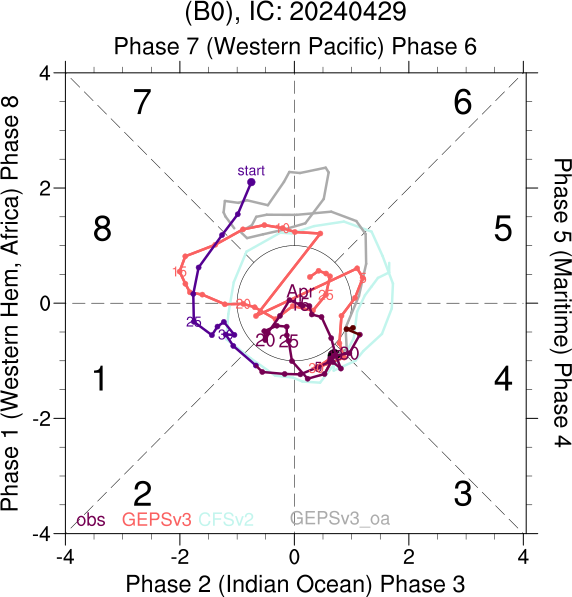 (B0), IC: 20240429
Phase 7 (Western Pacific) Phase 6
4
7
6
start
Phase 1 (Western Hem, Africa) Phase 8
Phase 5 (Maritime) Phase 4
2
8
5
10
15
25
Apr
15
0
20
25
20
25
30
1
4
-2
2
3
obs GEPSv3 CFSv2 GEPSv3_oa
-4
-4 -2 0 2 4
Phase 2 (Indian Ocean) Phase 3